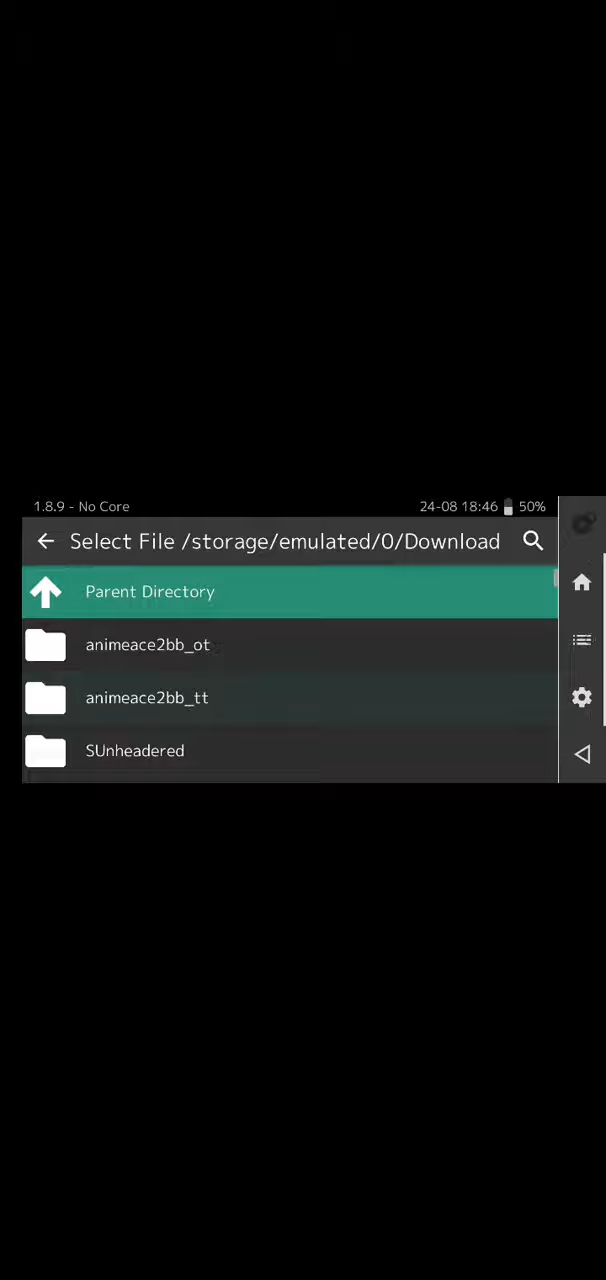 1.8.9 - No Core
24-08 18:46 50%
Select File /storage/emulated/0/Download
Parent Directory
animeace2bb_ot
animeace2bb_tt
SUnheadered